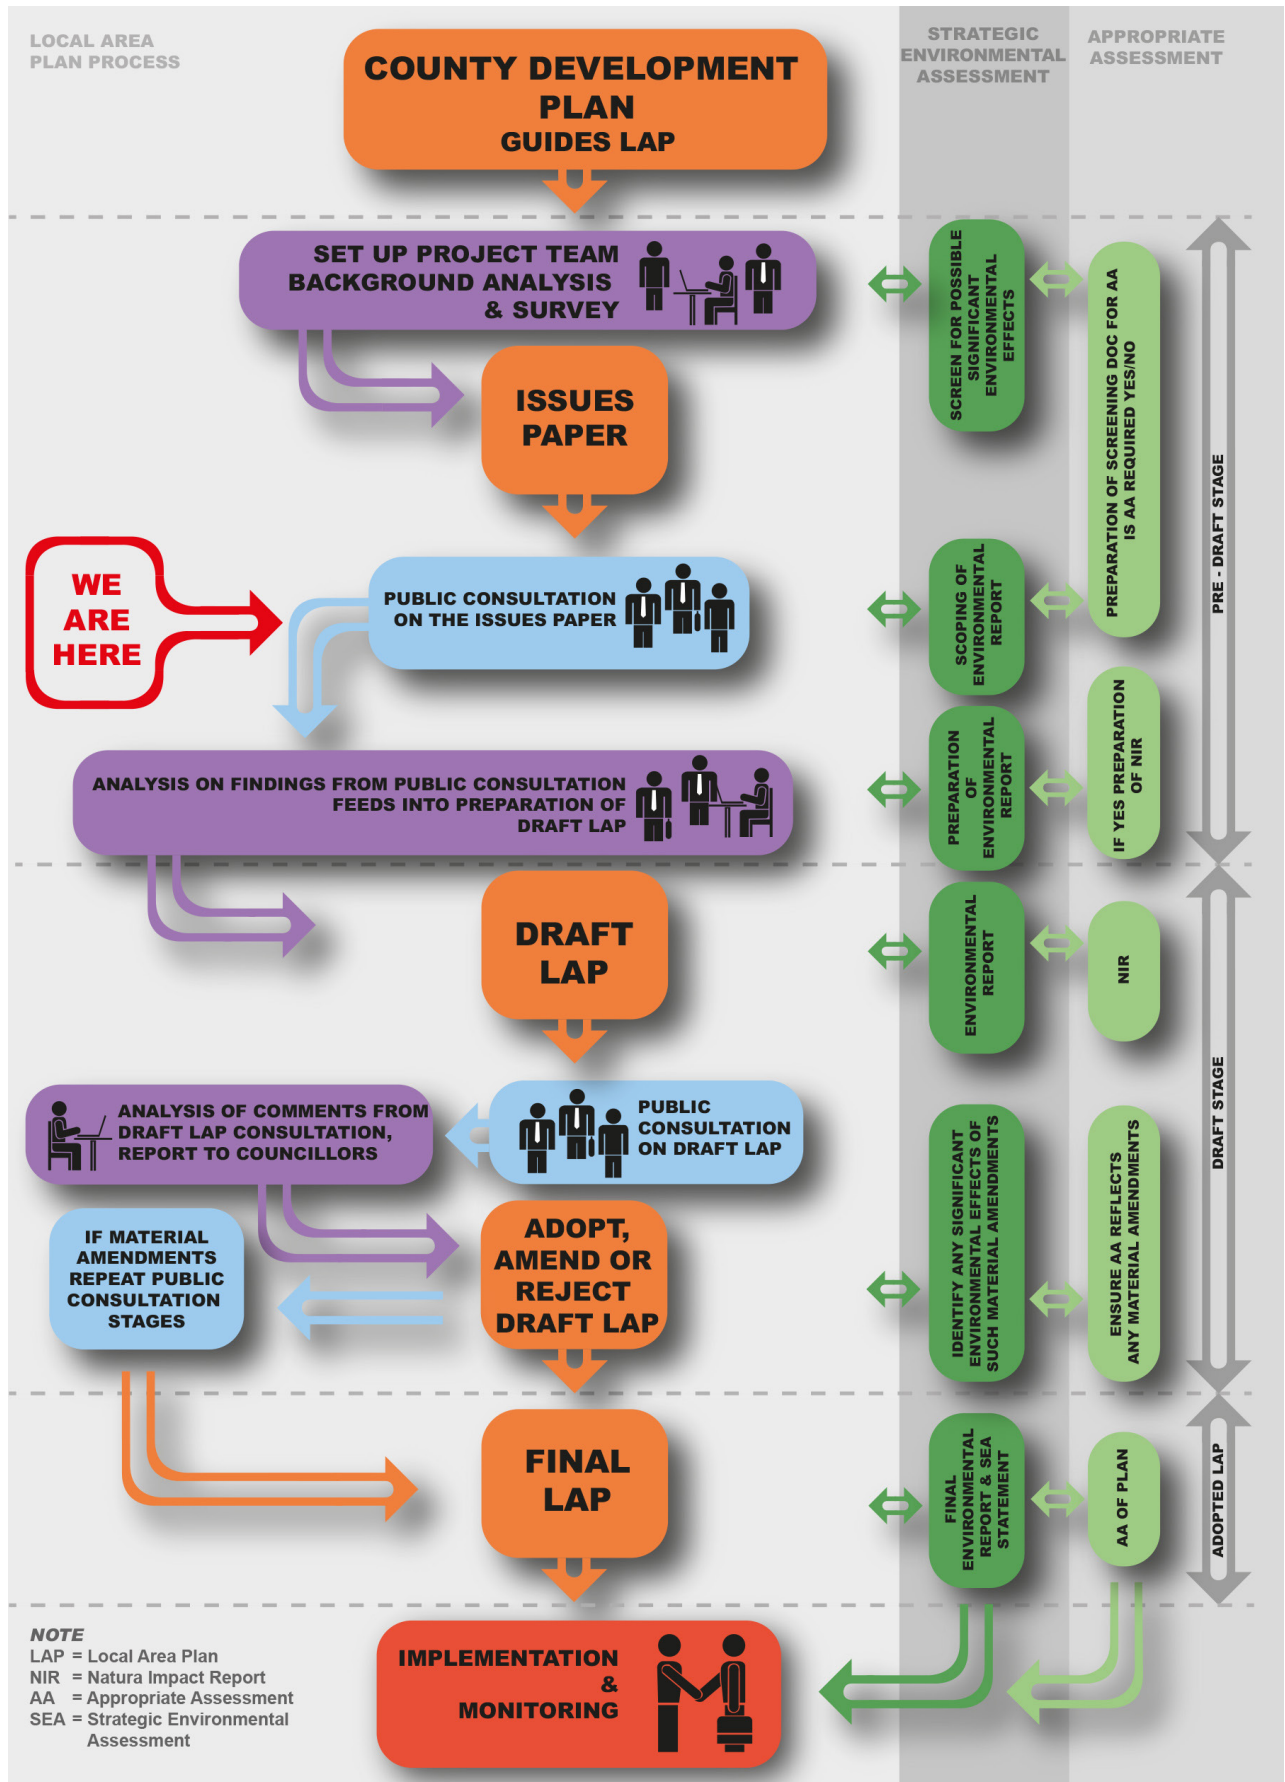 LOCAL AREA
PLAN PROCESS
STRATEGIC
ENVIRONMENTAL
ASSESSMENT
APPROPRIATE
ASSESSMENT
COUNTY DEVELOPMENT
PLAN
GUIDES LAP
SET UP PROJECT TEAM
BACKGROUND ANALYSIS
& SURVEY
SCREEN FOR POSSIBLE
SIGNIFICANT
ENVIRONMENTAL
EFFECTS
PREPARATION OF SCREENING DOC FOR AA
IS AA REQUIRED YES/NO
PRE - DRAFT STAGE
ISSUES
PAPER
WE
ARE
HERE
PUBLIC CONSULTATION
ON THE ISSUES PAPER
SCOPING OF
ENVIRONMENTAL
REPORT
ANALYSIS ON FINDINGS FROM PUBLIC CONSULTATION
FEEDS INTO PREPARATION OF
DRAFT LAP
PREPARATION
OF
ENVIRONMENTAL
REPORT
IF YES PREPARATION
OF NIR
DRAFT
LAP
ENVIRONMENTAL
REPORT
NIR
DRAFT STAGE
ANALYSIS OF COMMENTS FROM
DRAFT LAP CONSULTATION,
REPORT TO COUNCILLORS
PUBLIC
CONSULTATION
ON DRAFT LAP
IDENTIFY ANY SIGNIFICANT
ENVIRONMENTAL EFFECTS OF
SUCH MATERIAL AMENDMENTS
ENSURE AA REFLECTS
ANY MATERIAL AMENDMENTS
IF MATERIAL
AMENDMENTS
REPEAT PUBLIC
CONSULTATION
STAGES
ADOPT,
AMEND OR
REJECT
DRAFT LAP
FINAL
LAP
FINAL
ENVIRONMENTAL
REPORT & SEA
STATEMENT
AA OF PLAN
ADOPTED LAP
NOTE
LAP = Local Area Plan
NIR = Natura Impact Report
AA = Appropriate Assessment
SEA = Strategic Environmental
Assessment
IMPLEMENTATION
&
MONITORING